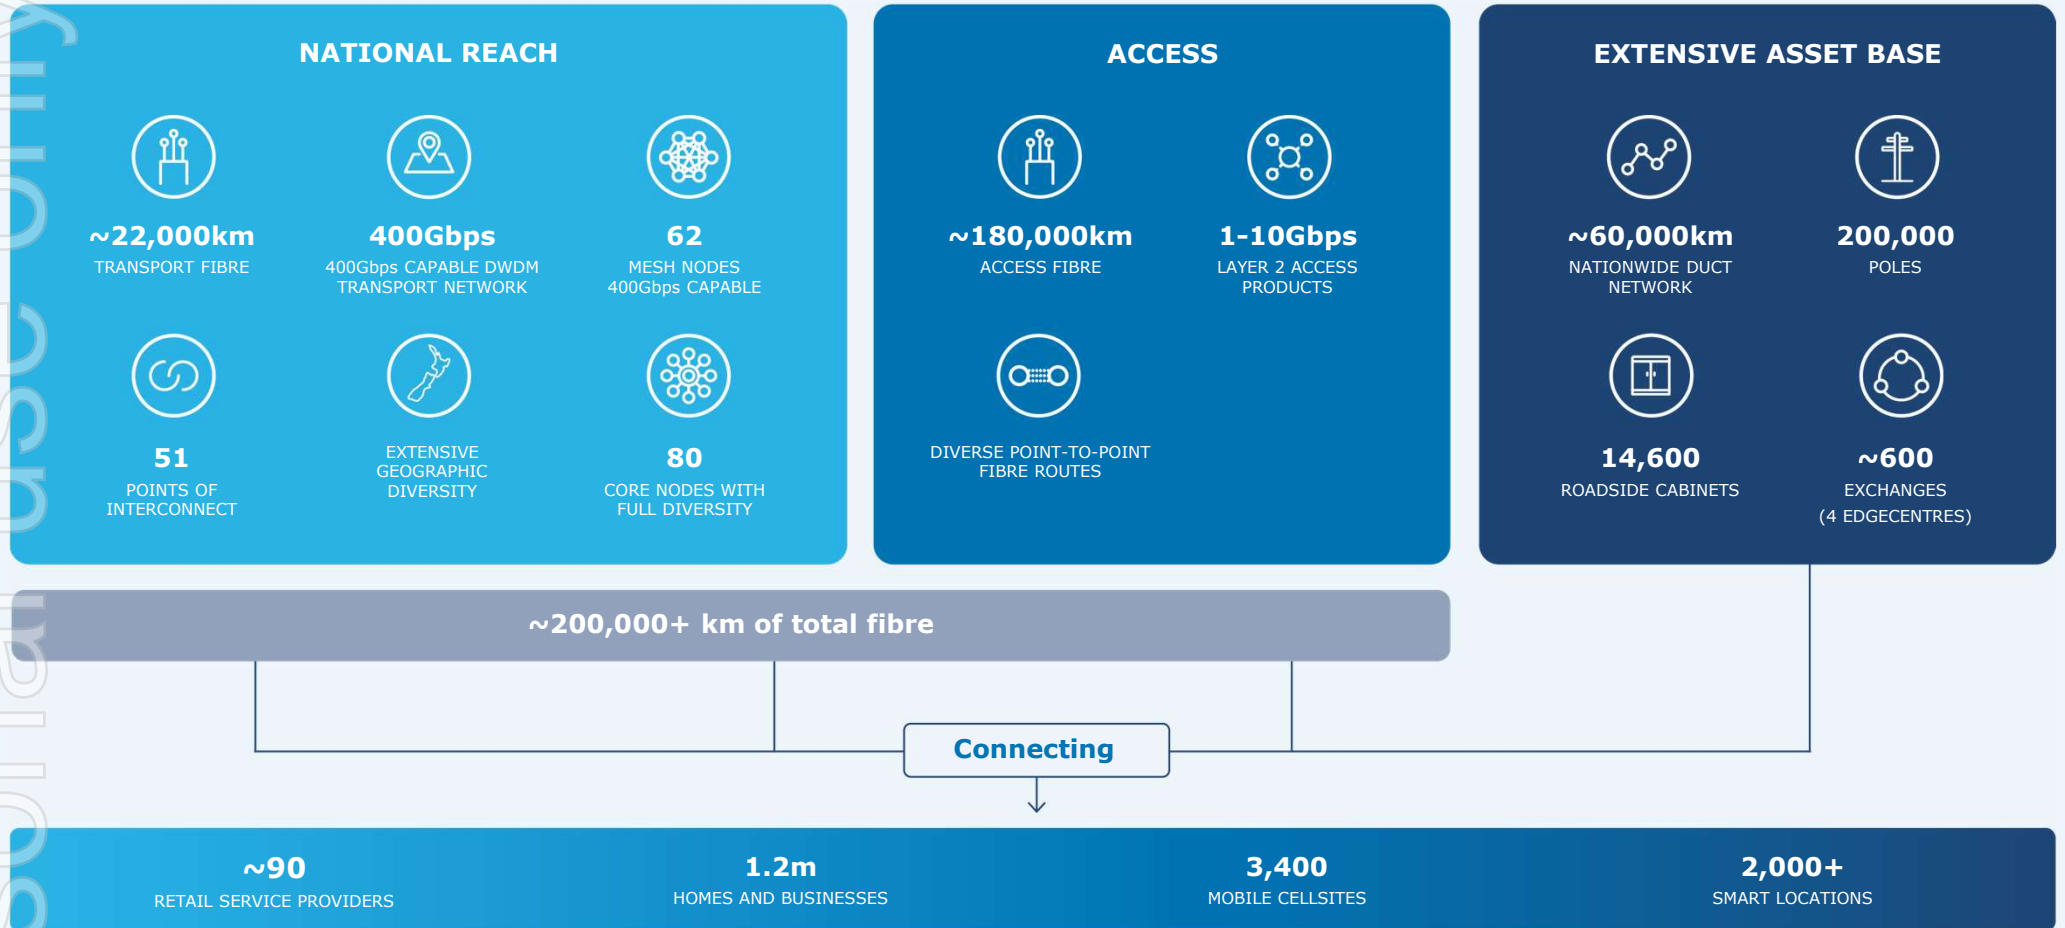 NATIONAL REACH
~22,000km
TRANSPORT FIBRE
400Gbps
400Gbps CAPABLE DWDM
TRANSPORT NETWORK
62
MESH NODES
400Gbps CAPABLE
51
POINTS OF
INTERCONNECT
EXTENSIVE
GEOGRAPHIC
DIVERSITY
80
CORE NODES WITH
FULL DIVERSITY
ACCESS
~180,000km
ACCESS FIBRE
1-10Gbps
LAYER 2 ACCESS
PRODUCTS
DIVERSE POINT-TO-POINT
FIBRE ROUTES
EXTENSIVE ASSET BASE
~60,000km
NATIONWIDE DUCT
NETWORK
200,000
POLES
14,600
ROADSIDE CABINETS
~600
EXCHANGES
(4 EDGECENTRES)
~200,000+ km of total fibre
Connecting
~90
RETAIL SERVICE PROVIDERS
1.2m
HOMES AND BUSINESSES
3,400
MOBILE CELLSITES
2,000+
SMART LOCATIONS
use only